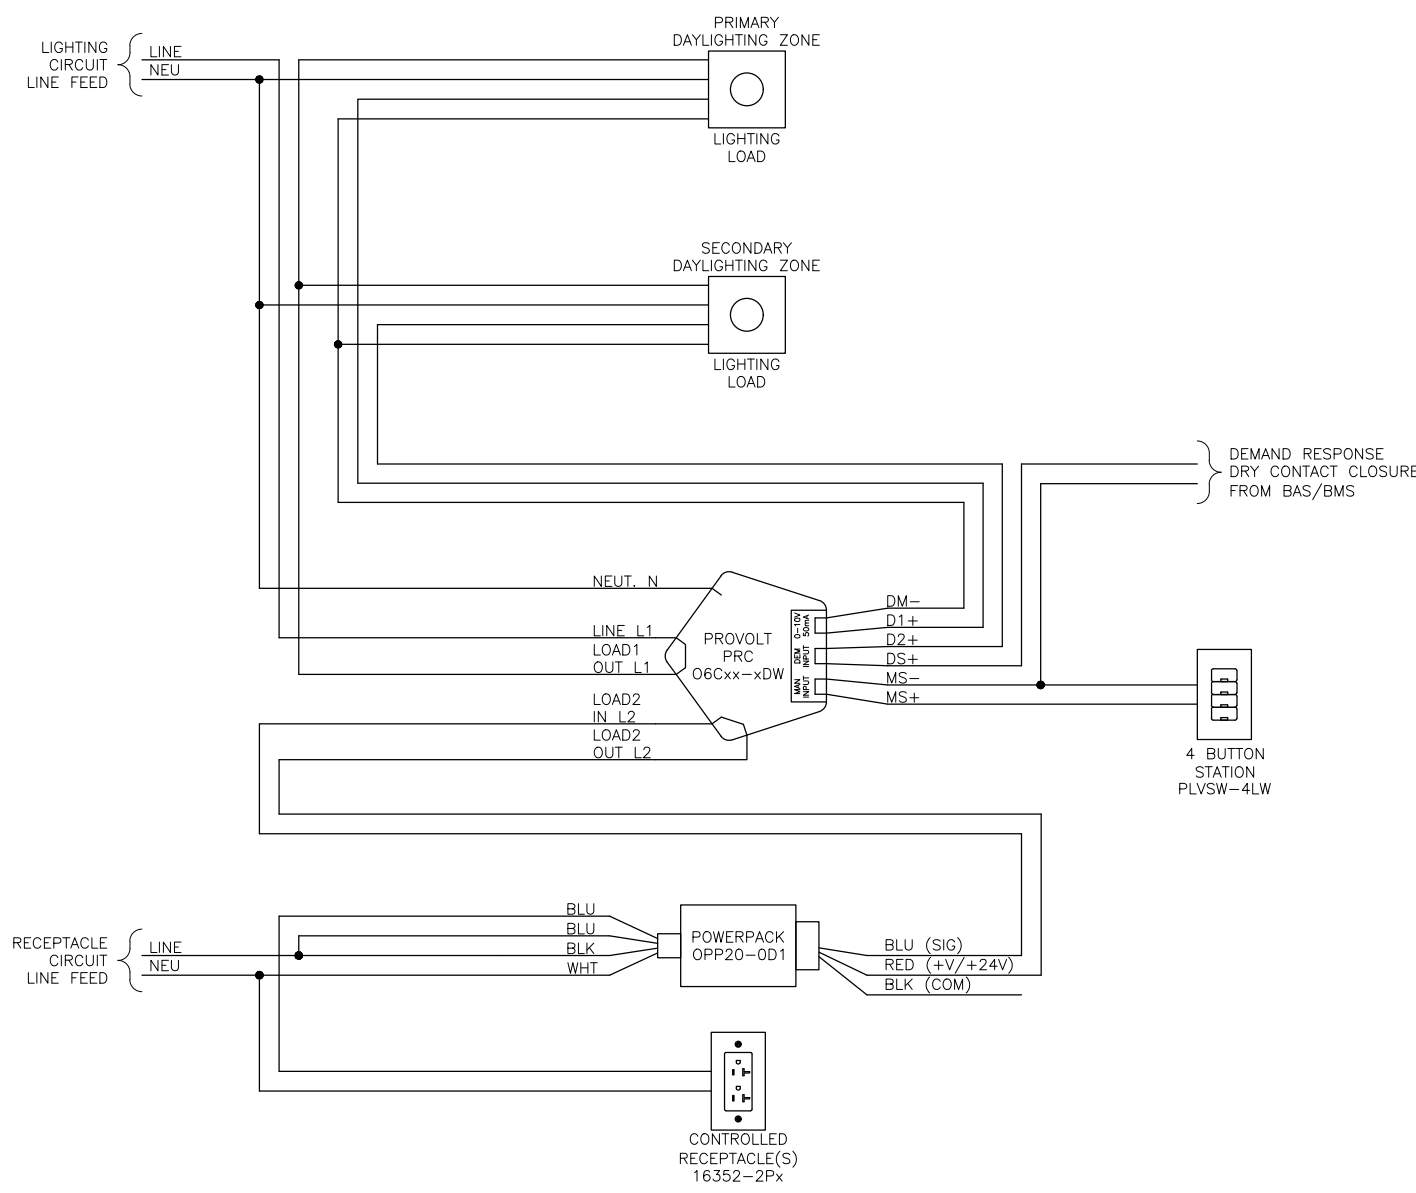 PRIMARY
DAYLIGHTING ZONE
LIGHTING
CIRCUIT
LINE FEED
LINE
NEU
LIGHTING
LOAD
SECONDARY
DAYLIGHTING ZONE
LIGHTING
LOAD
DEMAND RESPONSE
DRY CONTACT CLOSURE
FROM BAS/BMS
NEUT. N
LINE L1
LOAD1
OUT L1
LOAD2
IN L2
LOAD2
OUT L2
PROVOLT
PRC
O6Cxx-xDW
0-10V
50mA
DEM
INPUT
MAN
INPUT
DM-
D1+
D2+
DS+
MS-
MS+
4 BUTTON
STATION
PLVSW-4LW
RECEPTACLE
CIRCUIT
LINE FEED
LINE
NEU
BLU
BLU
BLK
WHT
POWERPACK
OPP20-0D1
BLU (SIG)
RED (+V/+24V)
BLK (COM)
CONTROLLED
RECEPTACLE(S)
16352-2Px